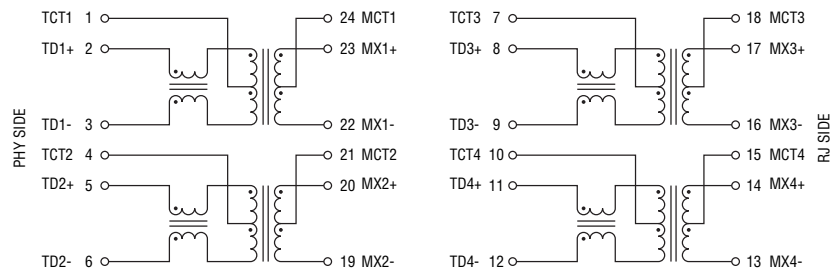 TCT1 1 24 MCT1 TCT3 7 18 MCT3
TD1+ 2 23 MX1+ TD3+ 8 17 MX3+
TD1- 3 22 MX1- TD3- 9 16 MX3-
TCT2 4 21 MCT2 TCT4 10 15 MCT4
TD2+ 5 20 MX2+ TD4+ 11 14 MX4+
TD2- 6 19 MX2- TD4- 12 13 MX4-
PHY SIDE
RJ SIDE